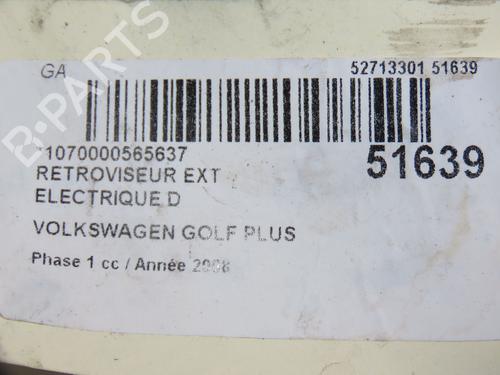 GA
52713301 51639
1070000565637
51639
RETROVISEUR EXT
ELECTRIQUE D
VOLKSWAGEN GOLF PLUS
Phase 1 cc / Année 2008
B-PARTS